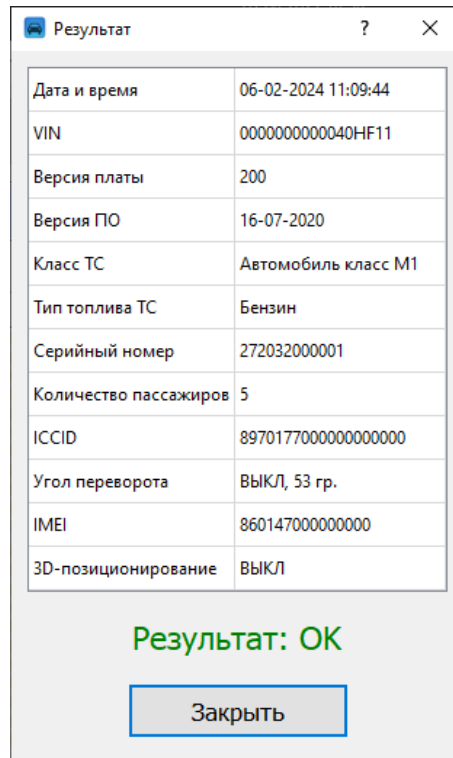 Результат ?
Дата и время 06-02-2024 11:09:44
VIN 0000000000040HF11
Версия платы 200
Версия ПО 16-07-2020
Класс ТС Автомобиль класс M1
Тип топлива ТС Бензин
Серийный номер 272032000001
Количество пассажиров 5
ICCID 8970177000000000000
Угол переворота ВЫКЛ, 53 гр.
IMEI 860147000000000
3D-позиционирование ВЫКЛ
Результат: OK
Закрыть